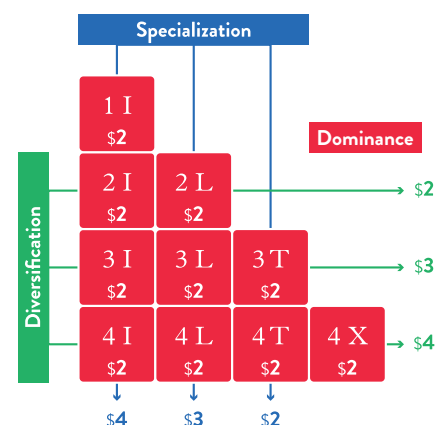 Specialization
1 I
$2
Dominance
2 I
$2
2 L
$2
$2
Diversification
3 I
$2
3 L
$2
3 T
$2
$3
4 I
$2
4 L
$2
4 T
$2
4 X
$2
$4
$4
$3
$2